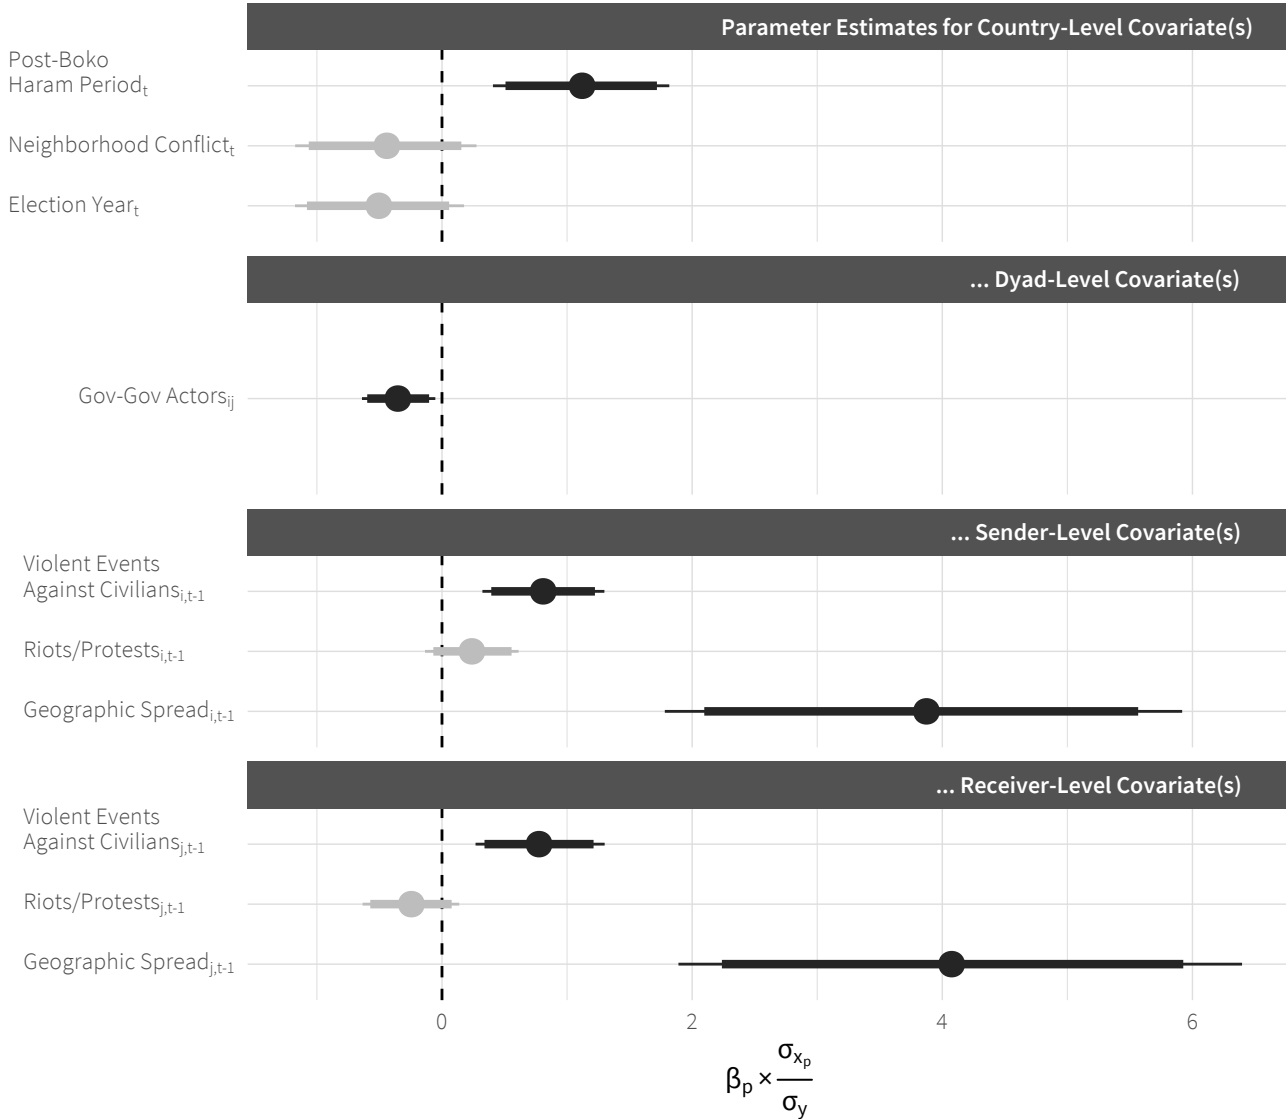 Parameter Estimates for Country-Level Covariate(s)
Post-Boko
Haram Periodₜ
Neighborhood Conflictₜ
Election Yearₜ
... Dyad-Level Covariate(s)
Gov-Gov Actorsᵢⱼ
... Sender-Level Covariate(s)
Violent Events
Against Civiliansᵢ,ₜ₋₁
Riots/Protestsᵢ,ₜ₋₁
Geographic Spreadᵢ,ₜ₋₁
... Receiver-Level Covariate(s)
Violent Events
Against Civiliansⱼ,ₜ₋₁
Riots/Protestsⱼ,ₜ₋₁
Geographic Spreadⱼ,ₜ₋₁
0 2 4 6
βₚ × σₓₚ / σy